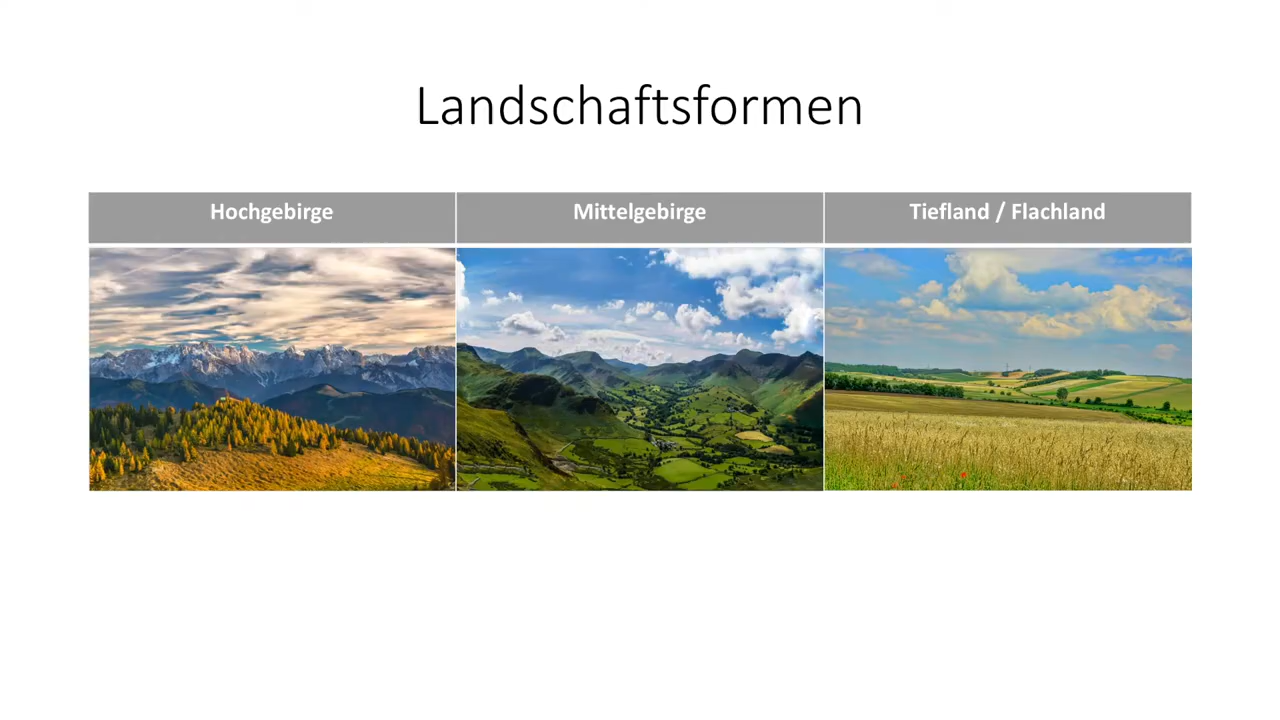 Landschaftsformen
Hochgebirge
Mittelgebirge
Tiefland / Flachland